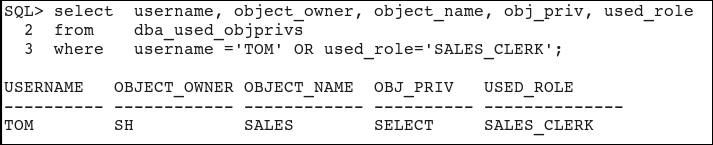 SQL> select  username, object_owner, object_name, obj_priv, used_role
  2  from    dba_used_objprivs
  3  where   username ='TOM' OR used_role='SALES_CLERK';
USERNAME   OBJECT_OWNER OBJECT_NAME  OBJ_PRIV   USED_ROLE
---------- ------------ ------------ ---------- --------------
TOM        SH           SALES        SELECT     SALES_CLERK